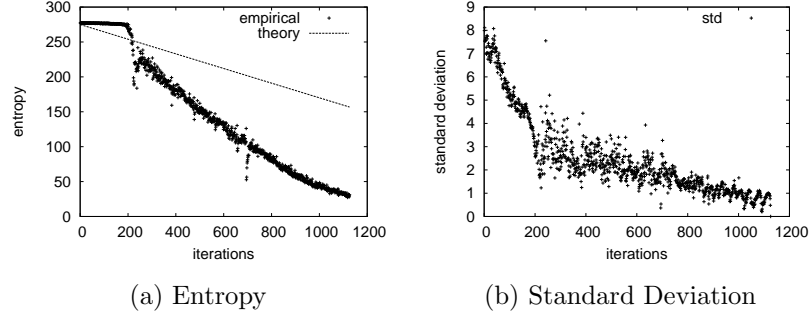 300
250
200
150
100
50
0
0 200 400 600 800 1000 1200
entropy
iterations
empirical
theory
(a) Entropy
9
8
7
6
5
4
3
2
1
0
0 200 400 600 800 1000 1200
standard deviation
iterations
std
(b) Standard Deviation